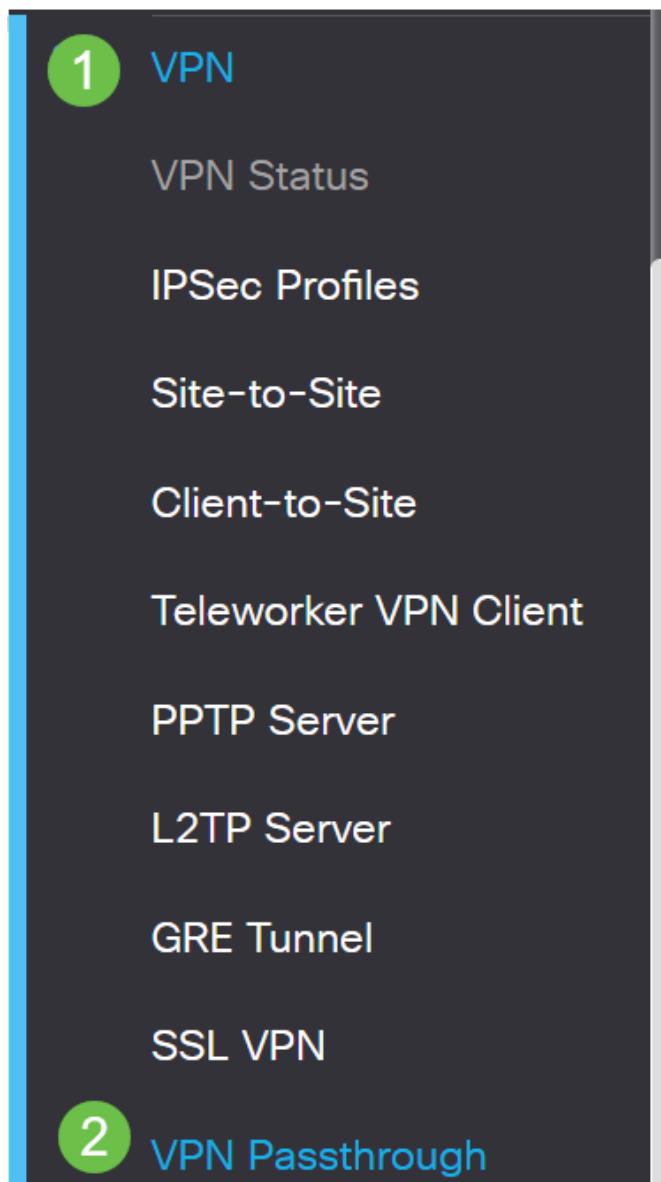 1 VPN
VPN Status
IPSec Profiles
Site-to-Site
Client-to-Site
Teleworker VPN Client
PPTP Server
L2TP Server
GRE Tunnel
SSL VPN
2 VPN Passthrough